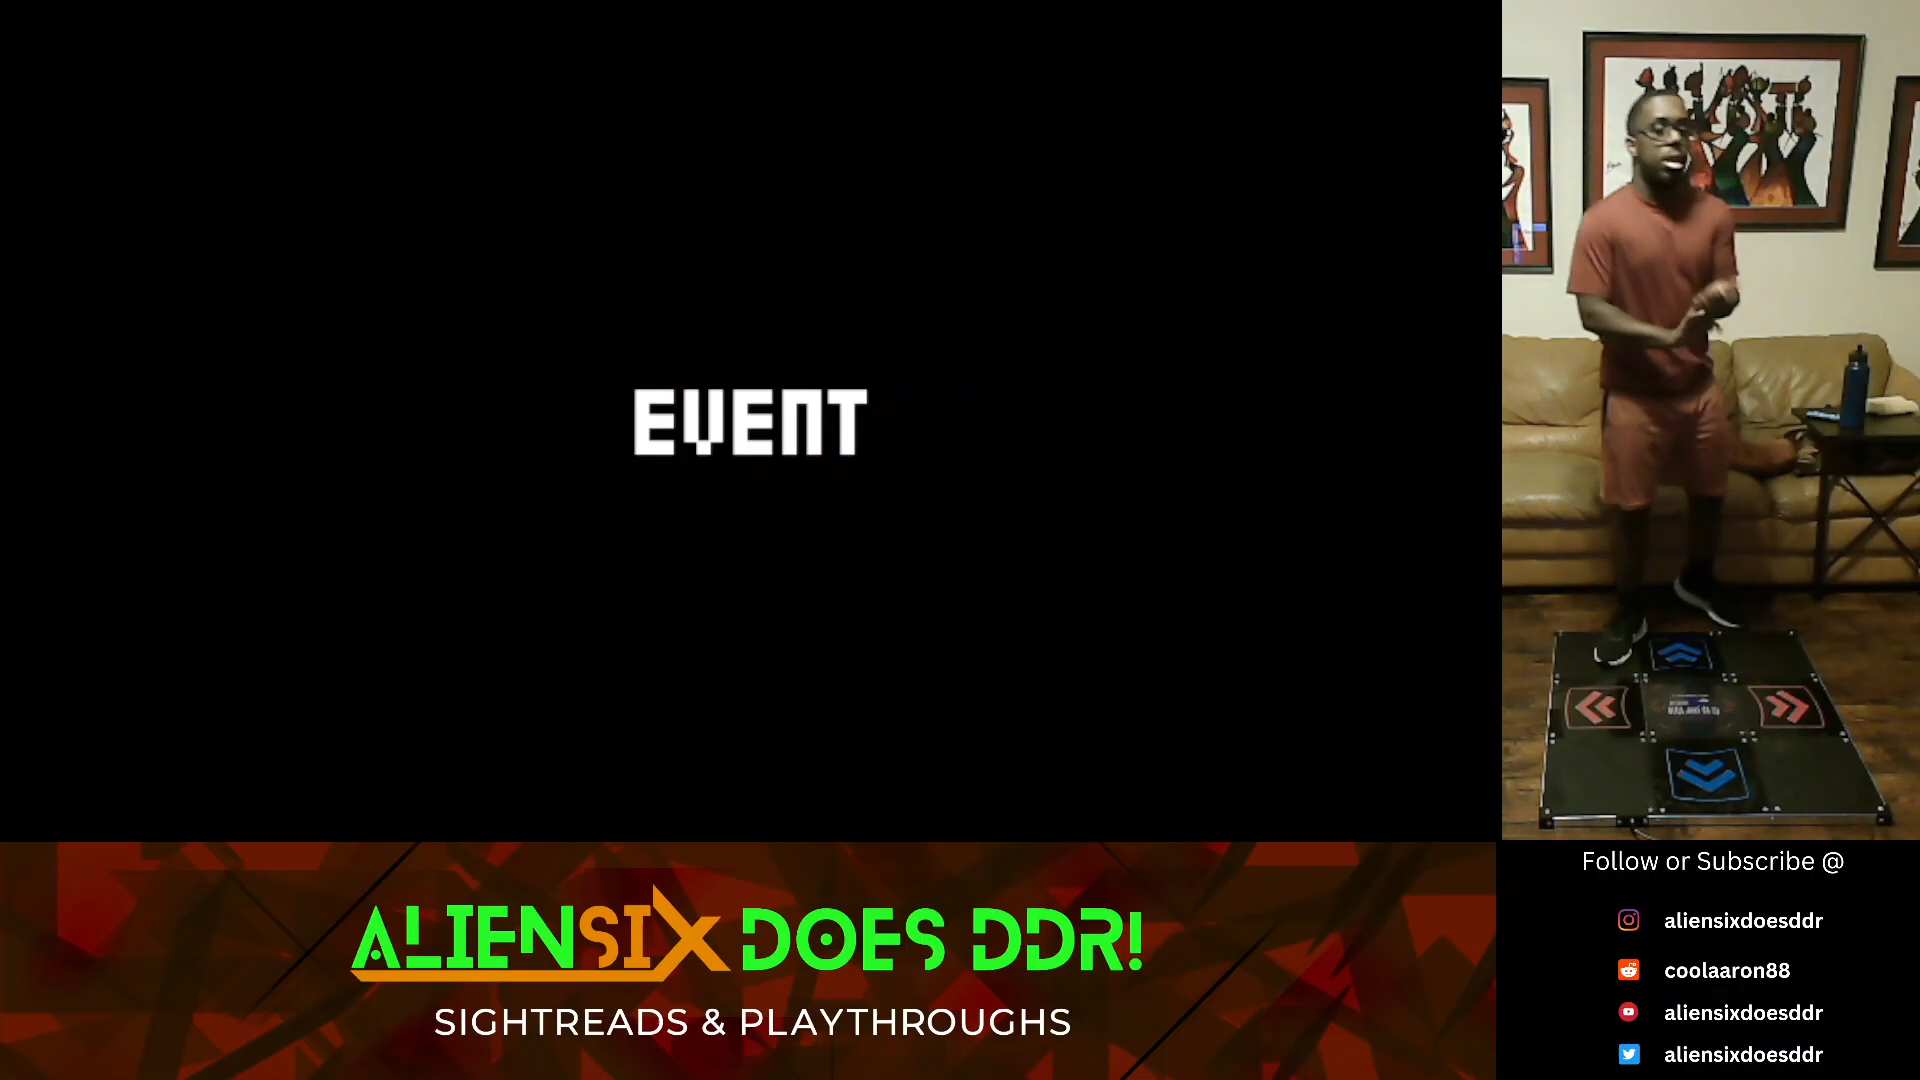 EVENT
ALIENSIX DOES DDR!
SIGHTREADS & PLAYTHROUGHS
Follow or Subscribe @
aliensixdoesddr
coolaaron88
aliensixdoesddr
aliensixdoesddr